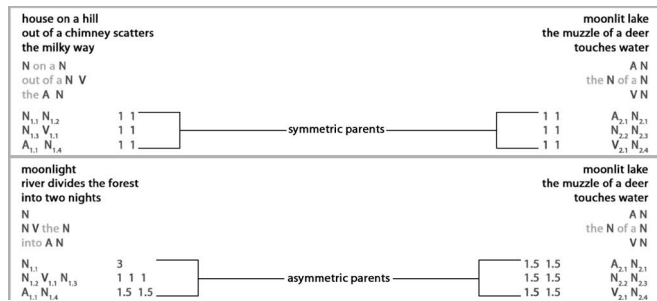 house on a hill
out of a chimney scatters
the milky way
N on a N
out of a N V
the A N
N1.1 N1.2 1 1
N1.3 V1.1 1 1
A1.1 N1.4 1 1
symmetric parents
moonlit lake
the muzzle of a deer
touches water
A N
the N of a N
V N
1 1 A2.1 N2.1
1 1 N2.2 N2.3
1 1 V2.1 N2.4
moonlight
river divides the forest
into two nights
N
N V the N
into A N
N1.1 3
N1.2 V1.1 N1.3 1 1 1
A1.1 N1.4 1.5 1.5
asymmetric parents
moonlit lake
the muzzle of a deer
touches water
A N
the N of a N
V N
1.5 1.5 A2.1 N2.1
1.5 1.5 N2.2 N2.3
1.5 1.5 V2.1 N2.4